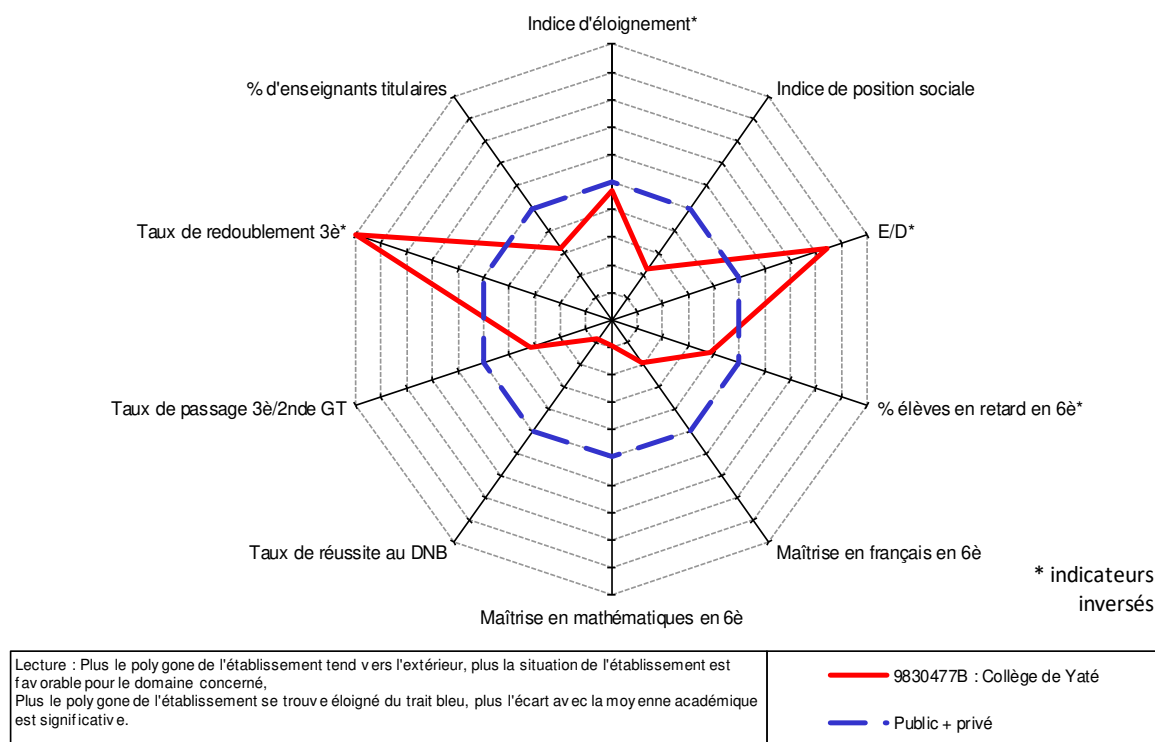 Indice d'éloignement*
% d'enseignants titulaires
Indice de position sociale
Taux de redoublement 3è*
E/D*
Taux de passage 3è/2nde GT
% élèves en retard en 6è*
Taux de réussite au DNB
Maîtrise en français en 6è
Maîtrise en mathématiques en 6è
* indicateurs
inversés
Lecture : Plus le polygone de l'établissement tend vers l'extérieur, plus la situation de l'établissement est
favorable pour le domaine concerné,
Plus le polygone de l'établissement se trouve éloigné du trait bleu, plus l'écart avec la moyenne académique
est significative.
9830477B : Collège de Yaté
Public + privé